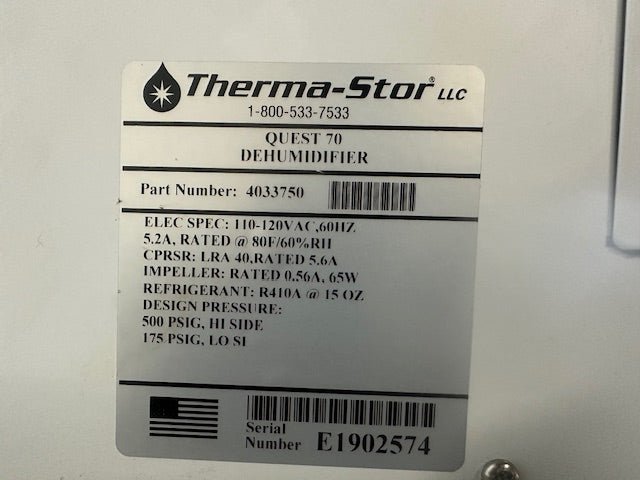 Therma-Stor® LLC
1-800-533-7533
QUEST 70
DEHUMIDIFIER
Part Number: 4033750
ELEC SPEC: 110-120VAC,60HZ
5.2A, RATED @ 80F/60%RH
CPRSR: LRA 40,RATED 5.6A
IMPELLER: RATED 0.56A, 65W
REFRIGERANT: R410A @ 15 OZ
DESIGN PRESSURE:
500 PSIG, HI SIDE
175 PSIG, LO SI
Serial
Number E1902574